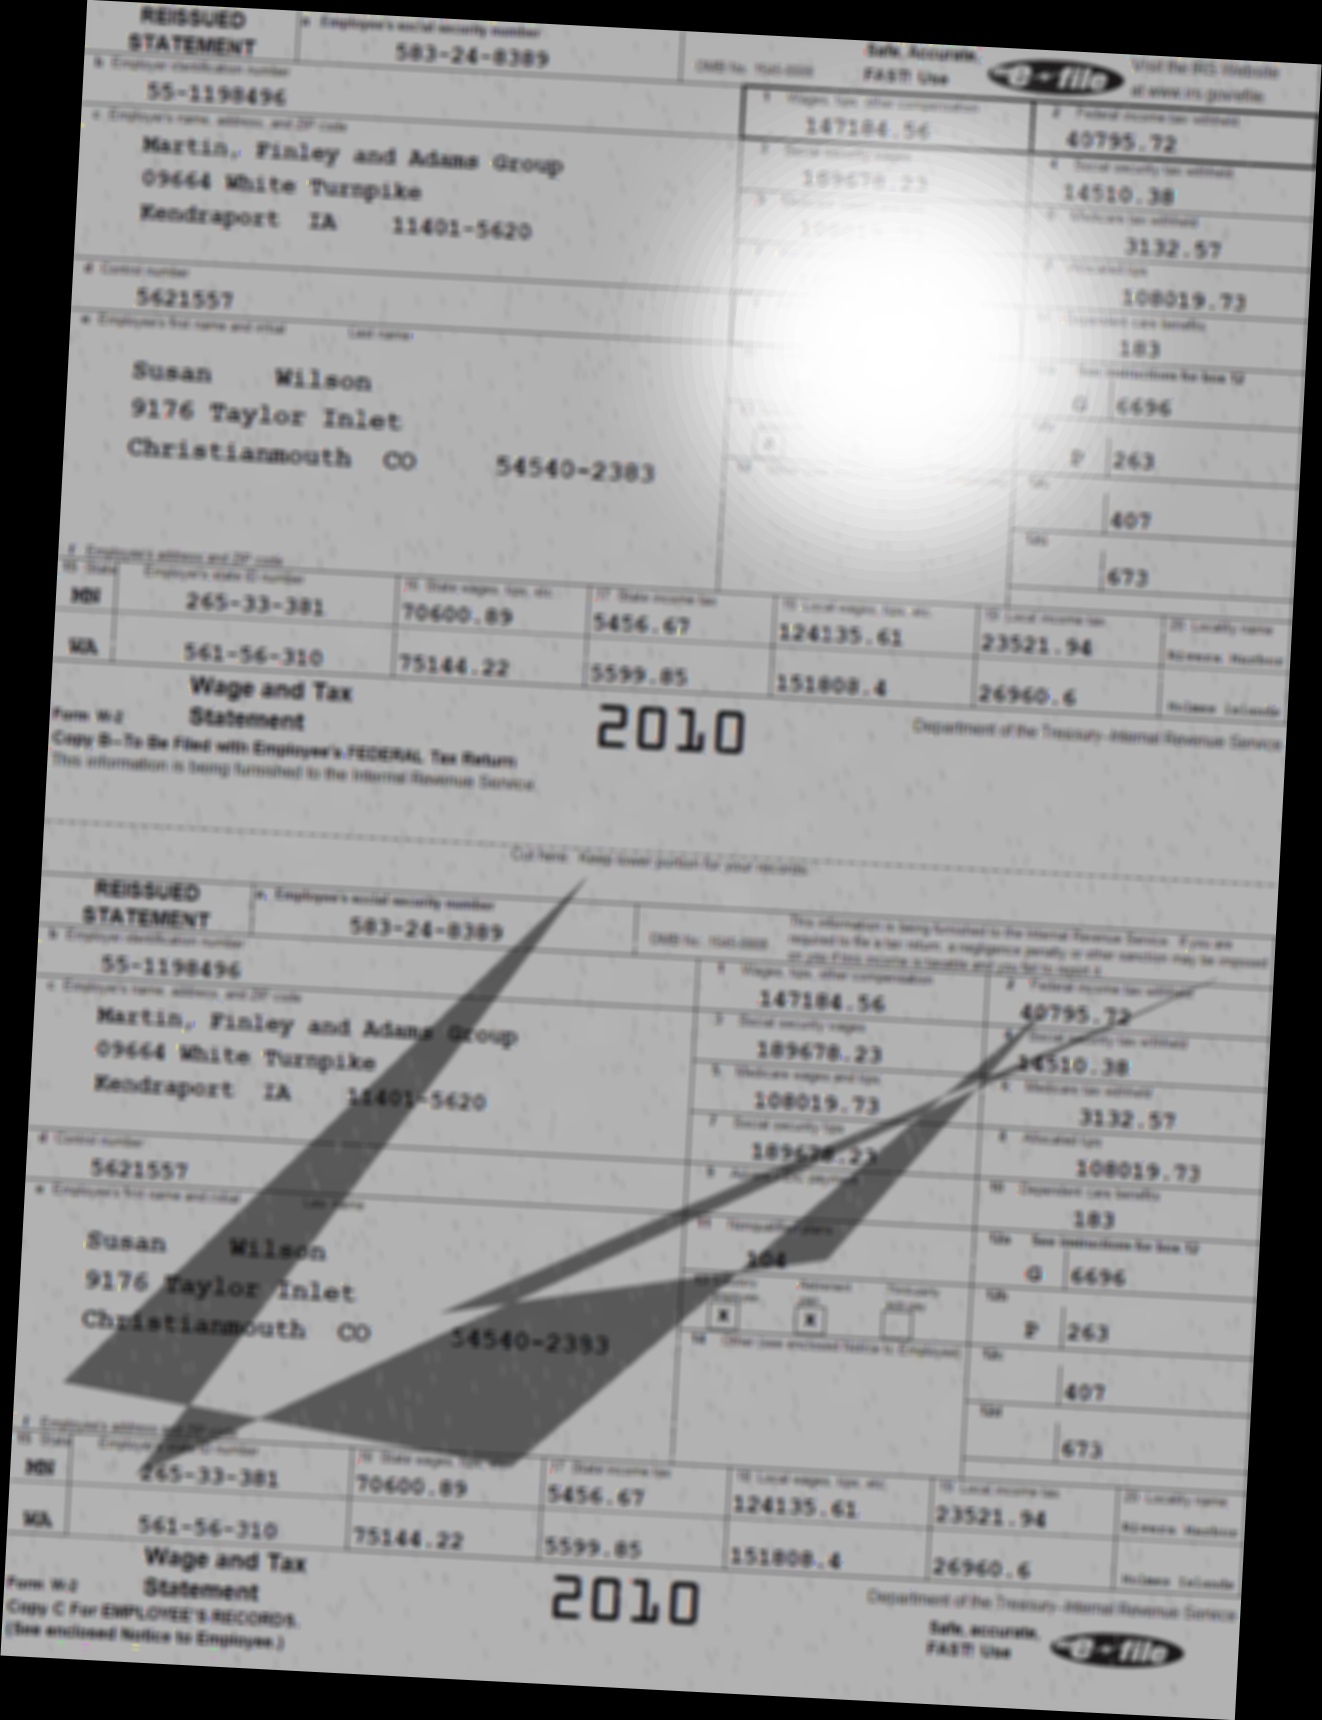 REISSUED STATEMENT
a Employee's social security number
583-24-8389
OMB No. 1545-0008
Safe, Accurate, FAST! Use
e-file
Visit the IRS Website at www.irs.gov/efile.
b Employer identification number
55-1198496
1 Wages, tips, other compensation
147184.56
2 Federal income tax withheld
40795.72
c Employer's name, address, and ZIP code
Martin, Finley and Adams Group
09664 White Turnpike
Kendraport IA 11401-5620
3 Social security wages
189678.23
4 Social security tax withheld
14510.38
Medicare tax withheld
3132.57
Allocated tips
108019.73
d Control number
5621557
Dependent care benefits
183
e Employee's first name and initial Last name
Susan Wilson
9176 Taylor Inlet
Christianmouth CO 54540-2383
See instructions for box 12
G 6696
P 263
407
673
f Employee's address and ZIP code
15 State Employer's state ID number
16 State wages, tips, etc.
17 State income tax
18 Local wages, tips, etc.
19 Local income tax
20 Locality name
MN 265-33-381 70600.89 5456.67 124135.61 23521.94
WA 561-56-310 75144.22 5599.85 151808.4 26960.6
Wage and Tax Statement
Form W-2
2010
Department of the Treasury-Internal Revenue Service
Copy B--To Be Filed with Employee's FEDERAL Tax Return
This information is being furnished to the Internal Revenue Service.
Cut here. Keep lower portion for your records.
REISSUED STATEMENT
a. Employee's social security number
583-24-8389
OMB No. 1545-0008
This information is being furnished to the Internal Revenue Service. If you are
required to file a tax return, a negligence penalty or other sanction may be imposed
on you if this income is taxable and you fail to report it.
b Employer identification number
55-1198496
1 Wages, tips, other compensation
147184.56
2 Federal income tax withheld
40795.72
c Employer's name, address, and ZIP code
Martin, Finley and Adams Group
09664 White Turnpike
Kendraport IA 11401-5620
3 Social security wages
189678.23
4 Social security tax withheld
14510.38
5 Medicare wages and tips
108019.73
6 Medicare tax withheld
3132.57
7 Social security tips
189678.23
8 Allocated tips
108019.73
d Control number
5621557
9 Advance EIC payment
10 Dependent care benefits
183
e Employee's first name and initial Last name
Susan Wilson
9176 Taylor Inlet
Christianmouth CO 54540-2383
11 Nonqualified plans
104
12a See instructions for box 12
G 6696
13 Statutory employee X
Retirement plan X
Third-party sick pay
12b P 263
14 Other (see enclosed Notice to Employee)
12c 407
12d 673
f Employee's address and ZIP code
15 State Employer's state ID number
16 State wages, tips, etc.
17 State income tax
18 Local wages, tips, etc.
19 Local income tax
20 Locality name
MN 265-33-381 70600.89 5456.67 124135.61 23521.94
WA 561-56-310 75144.22 5599.85 151808.4 26960.6
Wage and Tax Statement
Form W-2
2010
Department of the Treasury-Internal Revenue Service
Copy C For EMPLOYEE'S RECORDS.
(See enclosed Notice to Employee.)
Safe, accurate, FAST! Use
e-file